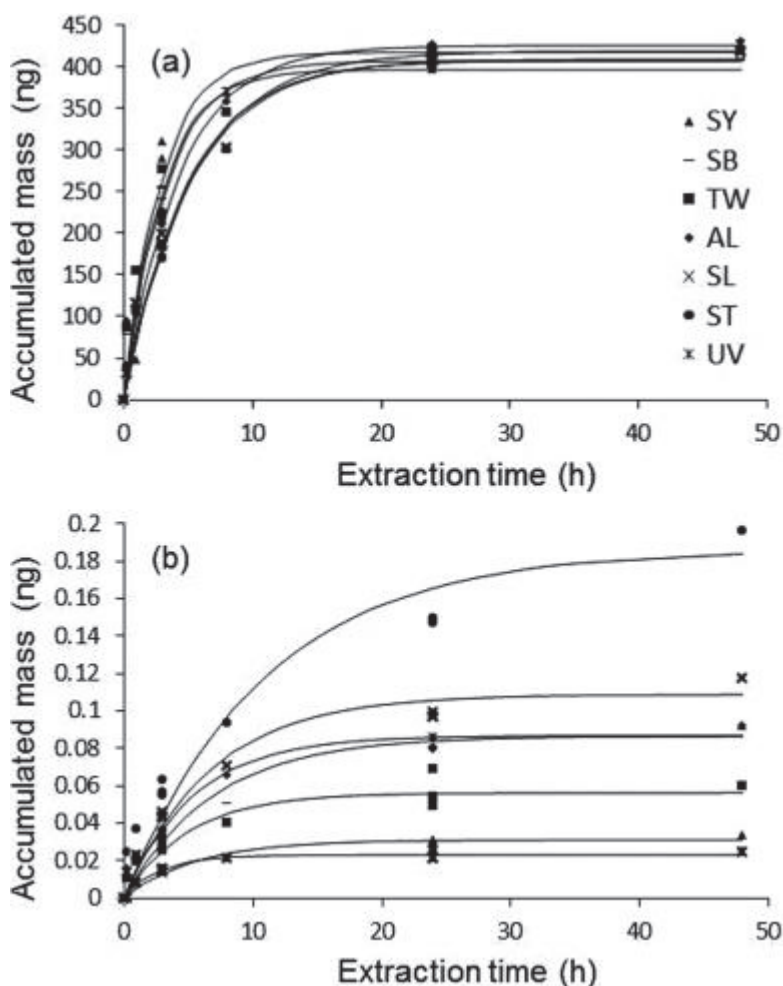 450
(a)
400
350
300
250
200
150
100
50
0
SY
SB
TW
AL
SL
ST
UV
0 10 20 30 40 50
Accumulated mass (ng)
Extraction time (h)
0.2
(b)
0.18
0.16
0.14
0.12
0.1
0.08
0.06
0.04
0.02
0
0 10 20 30 40 50
Accumulated mass (ng)
Extraction time (h)